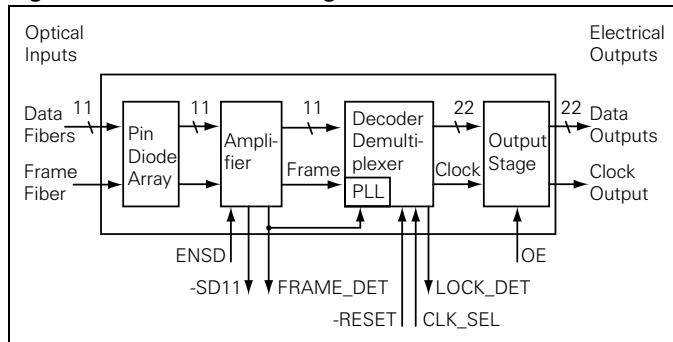 Optical
Inputs
Electrical
Outputs
Data
Fibers
11
Frame
Fiber
Pin
Diode
Array
11
Ampli-
fier
11
Frame
Decoder
Demulti-
plexer
PLL
22
Clock
Output
Stage
22
Data
Outputs
Clock
Output
ENSD
-SD11
FRAME_DET
-RESET
CLK_SEL
LOCK_DET
OE